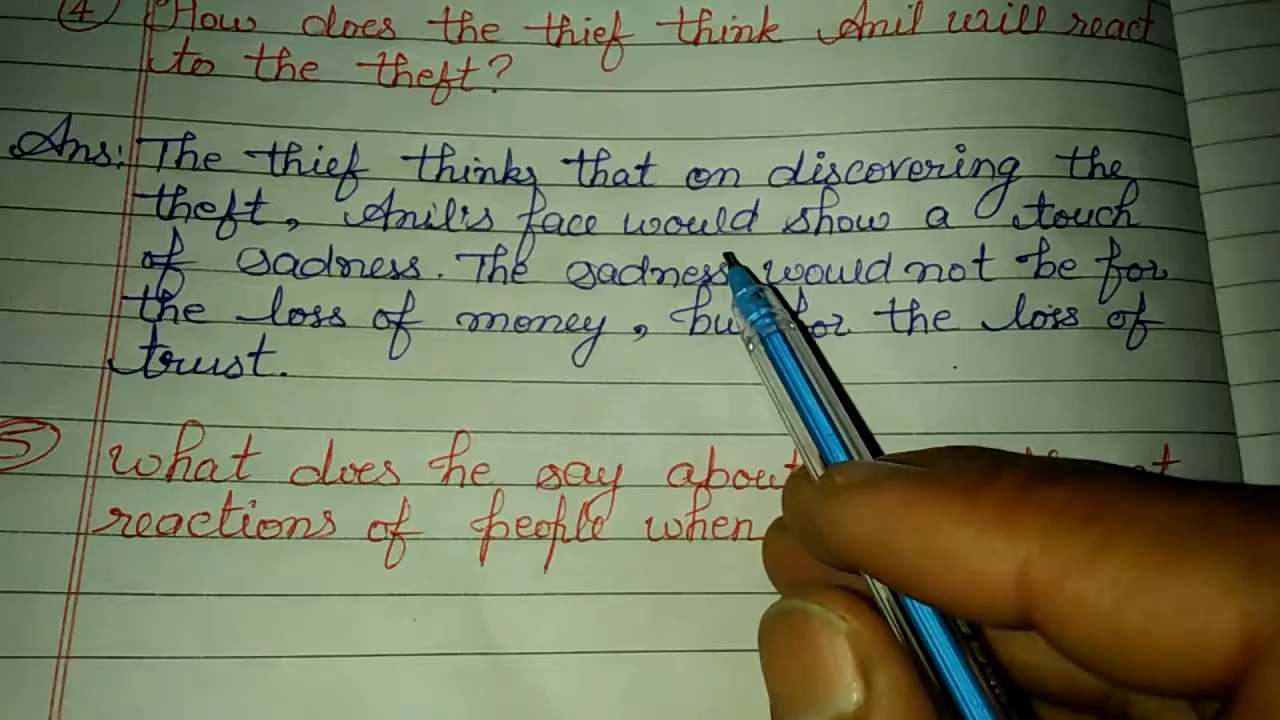 ④ How does the thief think Anil will react
to the theft?
Ans: The thief thinks that on discovering the
theft, Anil's face would show a touch
of sadness. The sadness would not be for
the loss of money, but for the loss of
trust.
⑤ What does he say about
reactions of people when